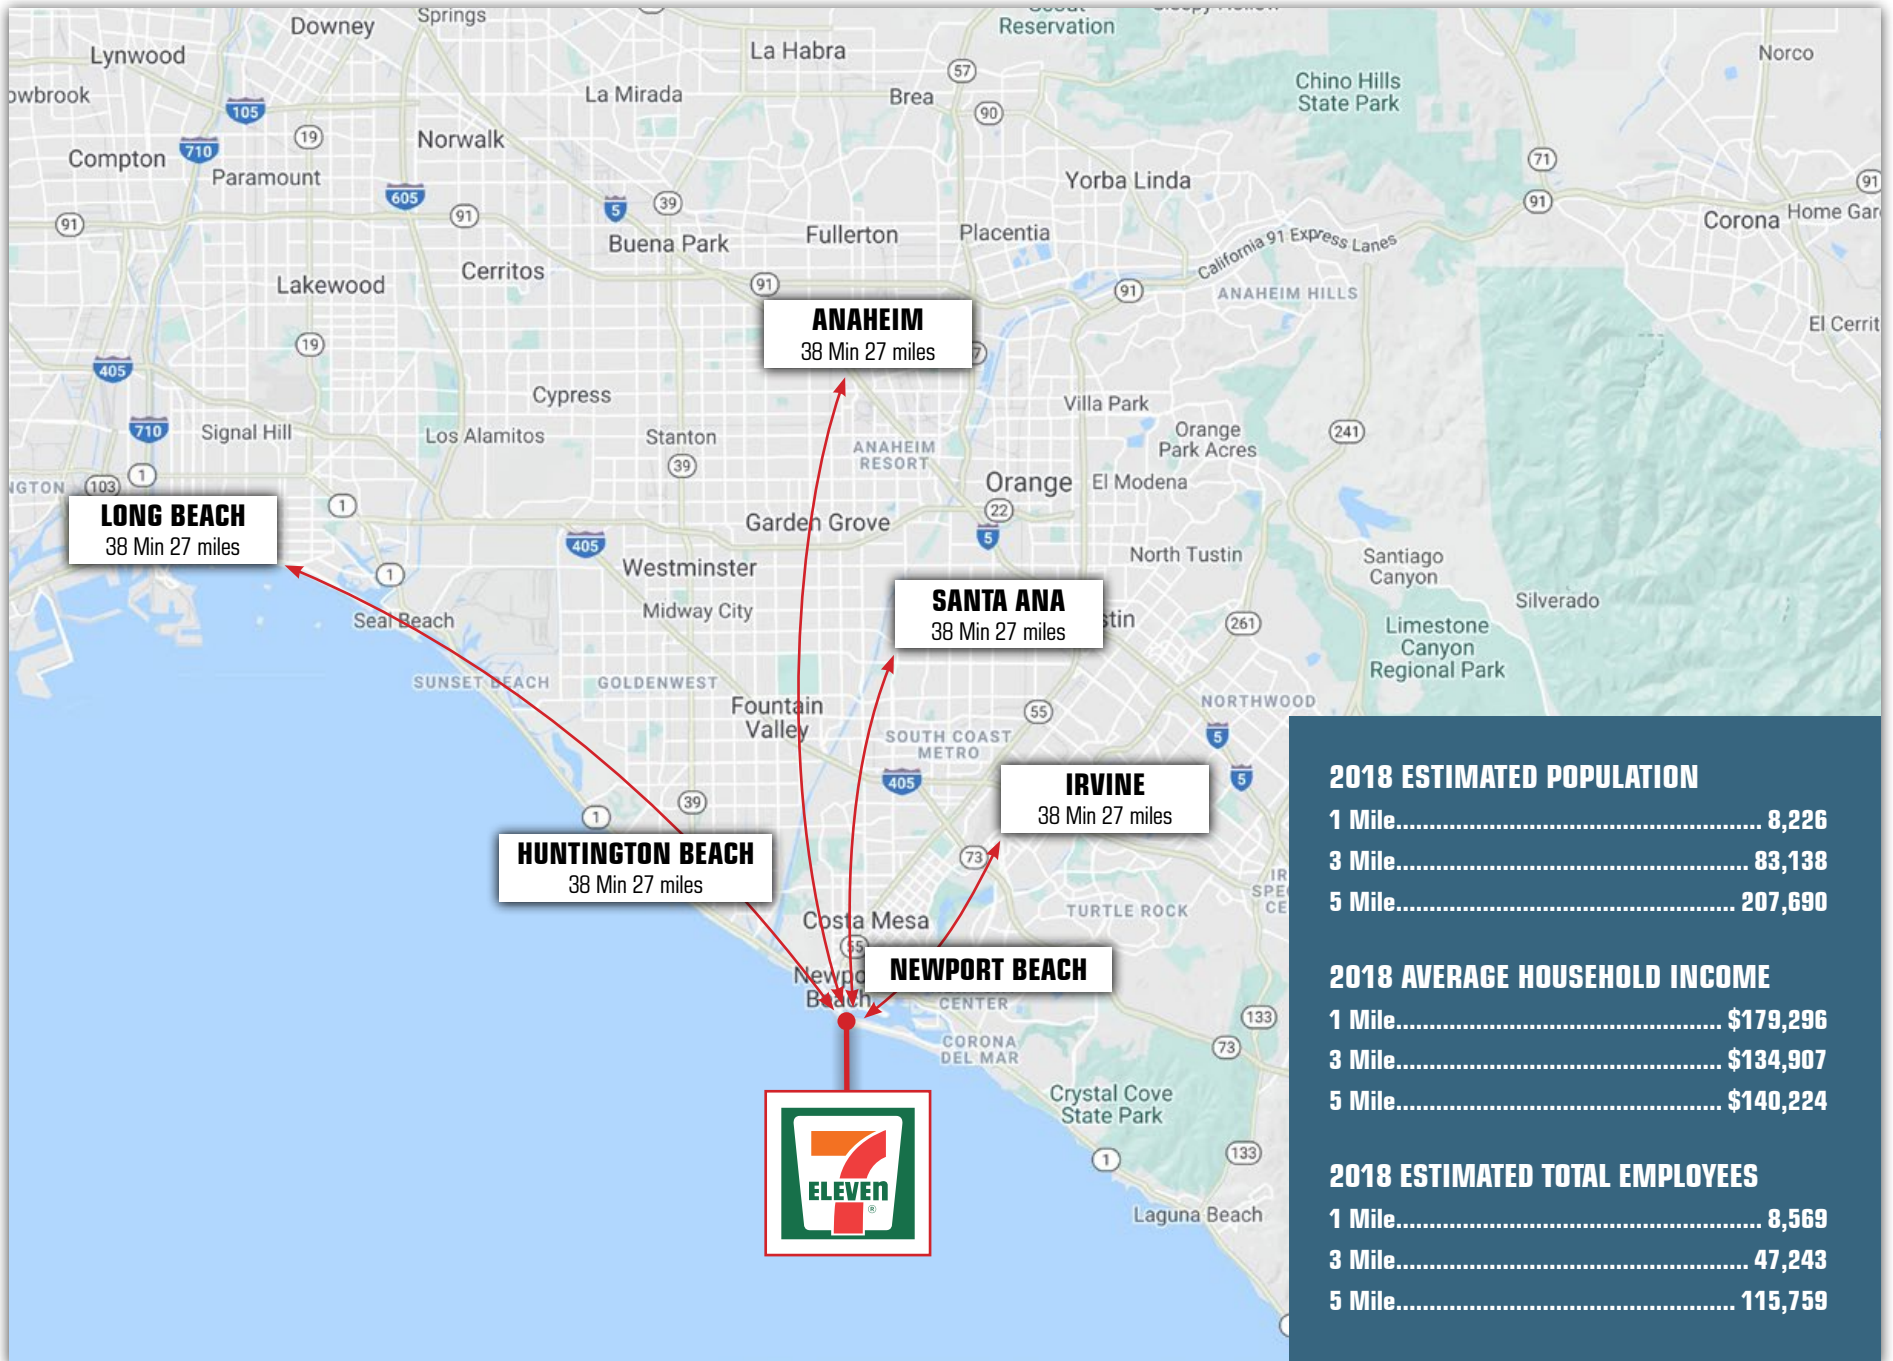 Springs
Downey
Reservation
Lynwood
La Habra
Norco
57
Chino Hills
State Park
La Mirada
Brea
105
90
19
Norwalk
710
Compton
71
Paramount
Yorba Linda
91
605
5
39
91
91
91
Corona
Home Gar
Buena Park
Fullerton
Placentia
California 91 Express Lanes
Cerritos
Lakewood
91
91
ANAHEIM HILLS
ANAHEIM
38 Min 27 miles
El Cerrit
19
405
Cypress
Villa Park
710
Signal Hill
Los Alamitos
Stanton
39
ANAHEIM
RESORT
Orange
Park Acres
241
103
1
Orange
El Modena
1
22
LONG BEACH
38 Min 27 miles
Garden Grove
5
405
Westminster
North Tustin
Santiago
Canyon
1
Midway City
Seal Beach
SANTA ANA
38 Min 27 miles
stin
261
Silverado
Limestone
Canyon
Regional Park
SUNSET BEACH
GOLDENWEST
Fountain
Valley
55
NORTHWOOD
SOUTH COAST
METRO
5
405
5
IRVINE
38 Min 27 miles
39
1
HUNTINGTON BEACH
38 Min 27 miles
73
TURTLE ROCK
Costa Mesa
55
Newpo
Beach
NEWPORT BEACH
CENTER
133
CORONA
DEL MAR
73
Crystal Cove
State Park
1
133
Laguna Beach
7
ELEVEn
®
2018 ESTIMATED POPULATION
1 Mile....................................................... 8,226
3 Mile..................................................... 83,138
5 Mile................................................... 207,690
2018 AVERAGE HOUSEHOLD INCOME
1 Mile................................................. $179,296
3 Mile................................................. $134,907
5 Mile................................................. $140,224
2018 ESTIMATED TOTAL EMPLOYEES
1 Mile....................................................... 8,569
3 Mile..................................................... 47,243
5 Mile................................................... 115,759